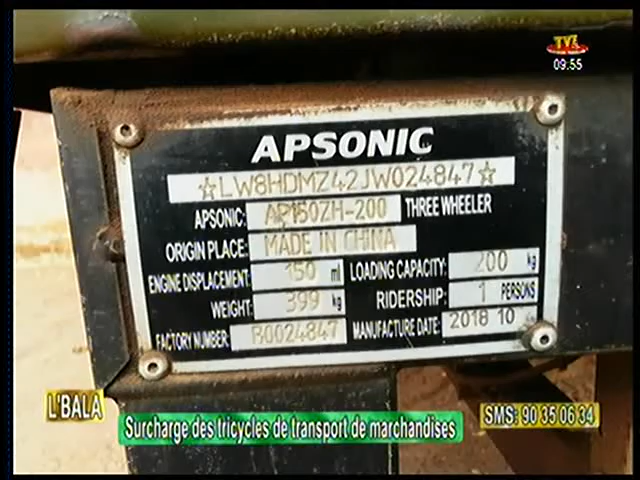 TVT
09:55
APSONIC
☆LW8HDMZ42JW024847☆
APSONIC: AP150ZH-200 THREE WHEELER
ORIGIN PLACE: MADE IN CHINA
ENGINE DISPLACEMENT: 150 ml LOADING CAPACITY: 200 kg
WEIGHT: 399 kg RIDERSHIP: 1 PERSONS
FACTORY NUMBER: B0024847 MANUFACTURE DATE: 2018 10
L'BALA
Surcharge des tricycles de transport de marchandises
SMS: 90 35 06 34